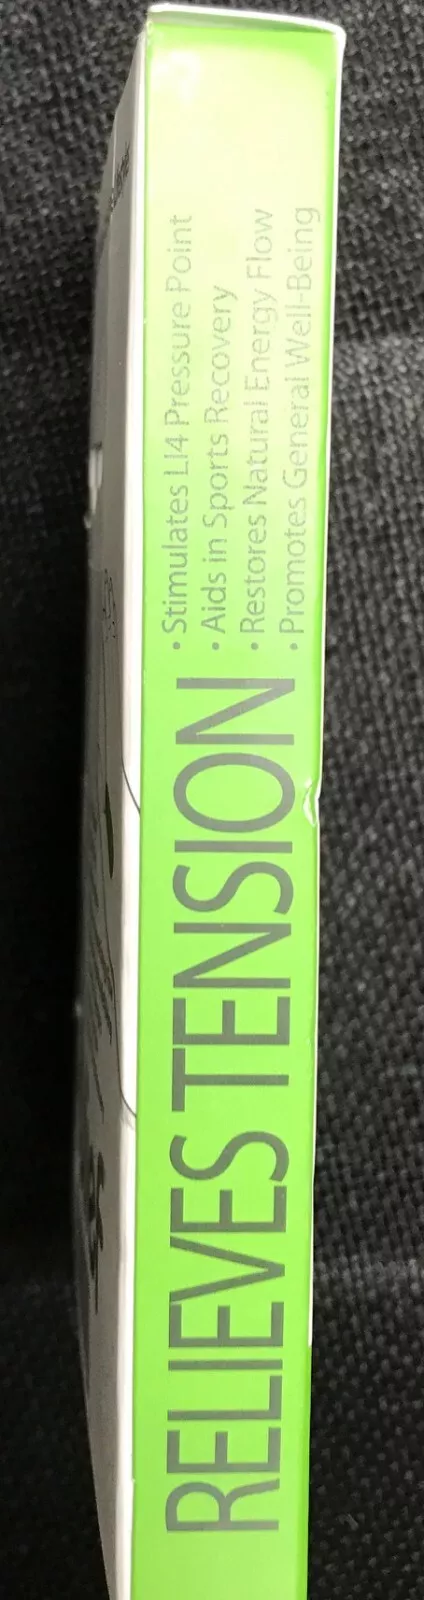 RELIEVES TENSION
• Stimulates LI4 Pressure Point
• Aids in Sports Recovery
• Restores Natural Energy Flow
• Promotes General Well-Being